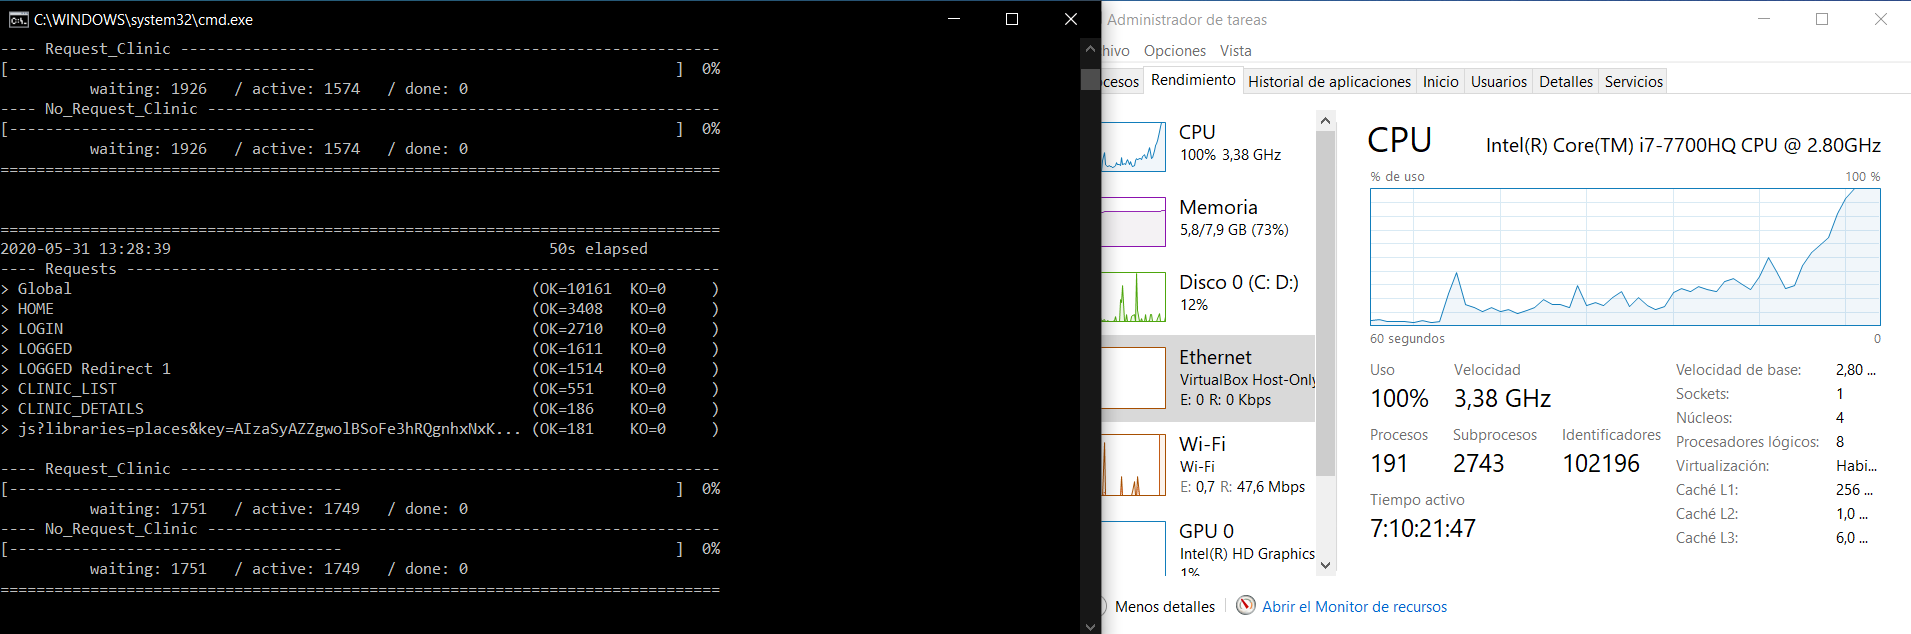 C:\WINDOWS\system32\cmd.exe
---- Request_Clinic ------------------------------------------------------------
[----------------------------------                                        ]  0%
waiting: 1926   / active: 1574   / done: 0
---- No_Request_Clinic ---------------------------------------------------------
[----------------------------------                                        ]  0%
waiting: 1926   / active: 1574   / done: 0
================================================================================
================================================================================
2020-05-31 13:28:39                                          50s elapsed
---- Requests ------------------------------------------------------------------
> Global                                                   (OK=10161  KO=0     )
> HOME                                                     (OK=3408   KO=0     )
> LOGIN                                                    (OK=2710   KO=0     )
> LOGGED                                                   (OK=1611   KO=0     )
> LOGGED Redirect 1                                        (OK=1514   KO=0     )
> CLINIC_LIST                                              (OK=551    KO=0     )
> CLINIC_DETAILS                                           (OK=186    KO=0     )
> js?libraries=places&key=AIzaSyAZZgwolBSoFe3hRQgnhxNxK... (OK=181    KO=0     )
---- Request_Clinic ------------------------------------------------------------
[-------------------------------------                                     ]  0%
waiting: 1751   / active: 1749   / done: 0
---- No_Request_Clinic ---------------------------------------------------------
[-------------------------------------                                     ]  0%
waiting: 1751   / active: 1749   / done: 0
================================================================================
Administrador de tareas
hivo Opciones Vista
ocesos Rendimiento Historial de aplicaciones Inicio Usuarios Detalles Servicios
CPU
100% 3,38 GHz
Memoria
5,8/7,9 GB (73%)
Disco 0 (C: D:)
12%
Ethernet
VirtualBox Host-Only
E: 0 R: 0 Kbps
Wi-Fi
Wi-Fi
E: 0,7 R: 47,6 Mbps
GPU 0
Intel(R) HD Graphics
1%
CPU Intel(R) Core(TM) i7-7700HQ CPU @ 2.80GHz
% de uso 100 %
60 segundos 0
Uso Velocidad
100% 3,38 GHz
Procesos Subprocesos Identificadores
191 2743 102196
Tiempo activo
7:10:21:47
Velocidad de base: 2,80 ...
Sockets: 1
Núcleos: 4
Procesadores lógicos: 8
Virtualización: Habi...
Caché L1: 256 ...
Caché L2: 1,0 ...
Caché L3: 6,0 ...
Menos detalles Abrir el Monitor de recursos